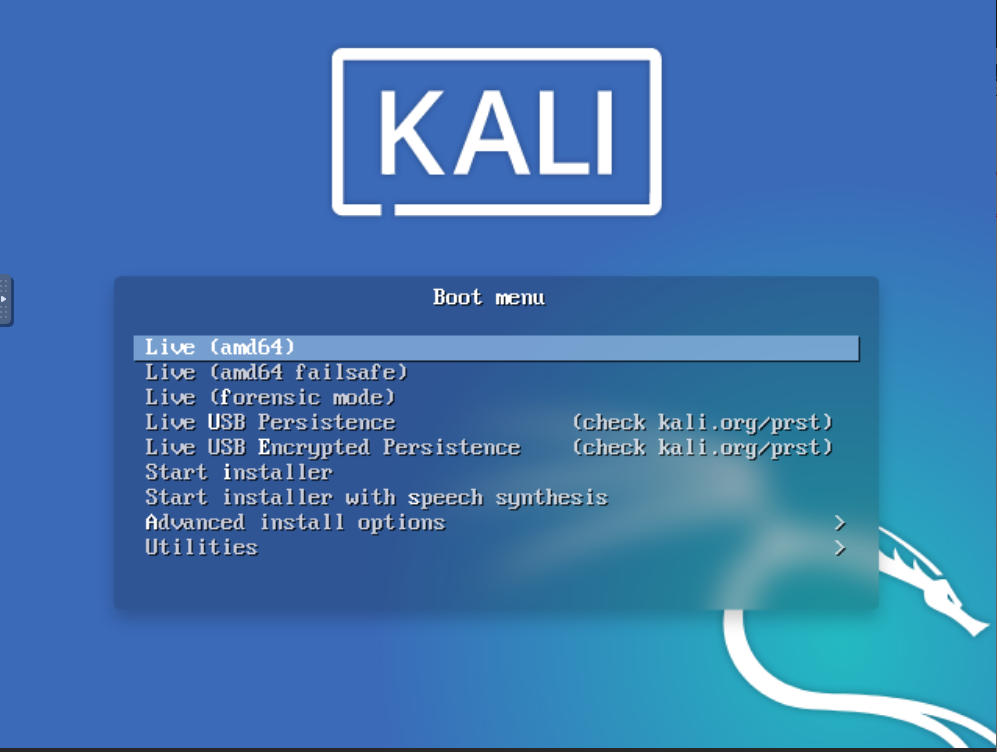 KALI
Boot menu
Live (amd64)
Live (amd64 failsafe)
Live (forensic mode)
Live USB Persistence (check kali.org/prst)
Live USB Encrypted Persistence (check kali.org/prst)
Start installer
Start installer with speech synthesis
Advanced install options >
Utilities >